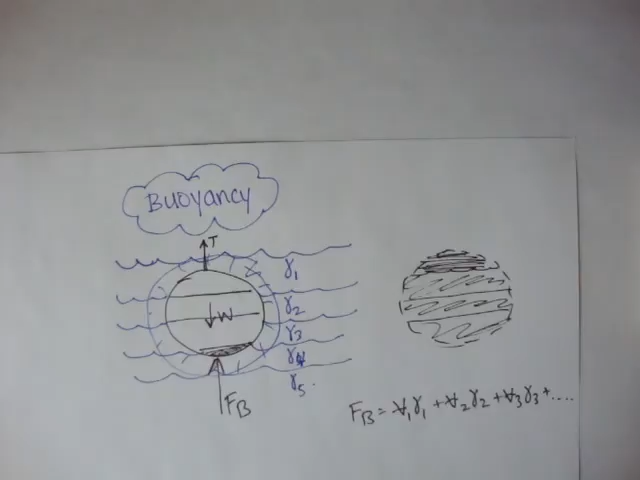 Buoyancy
T
γ1
γ2
W
γ3
γ4
γ5.
FB
FB = V1γ1 + V2γ2 + V3γ3 + ....